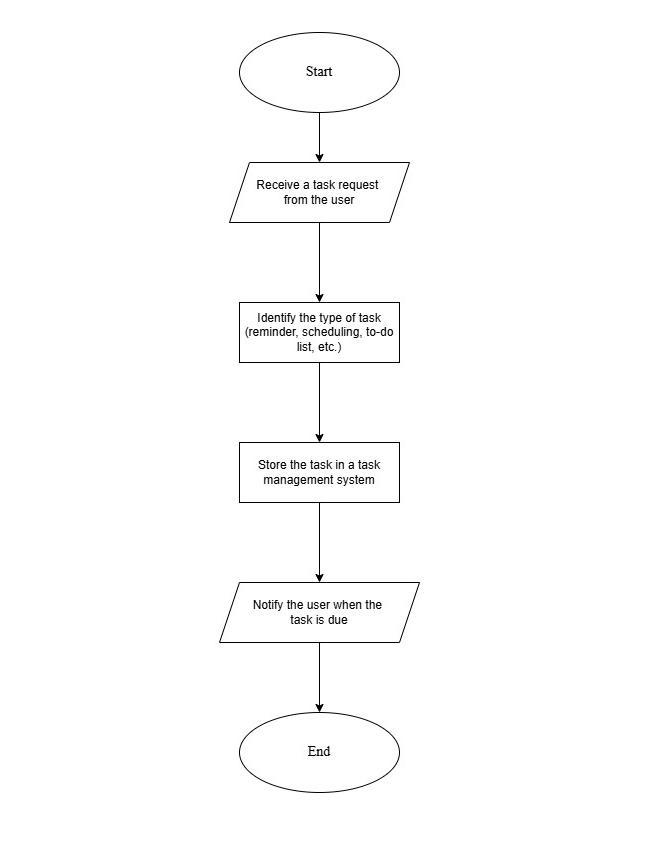 Start
Receive a task request
from the user
Identify the type of task
(reminder, scheduling, to-do
list, etc.)
Store the task in a task
management system
Notify the user when the
task is due
End